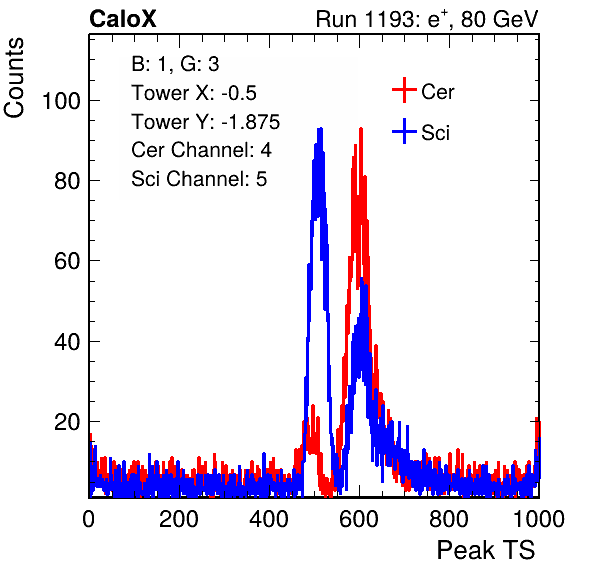 CaloX Run 1193: e⁺, 80 GeV
Counts
B: 1, G: 3
Tower X: -0.5
Tower Y: -1.875
Cer Channel: 4
Sci Channel: 5
Cer
Sci
100
80
60
40
20
0 200 400 600 800 1000
Peak TS